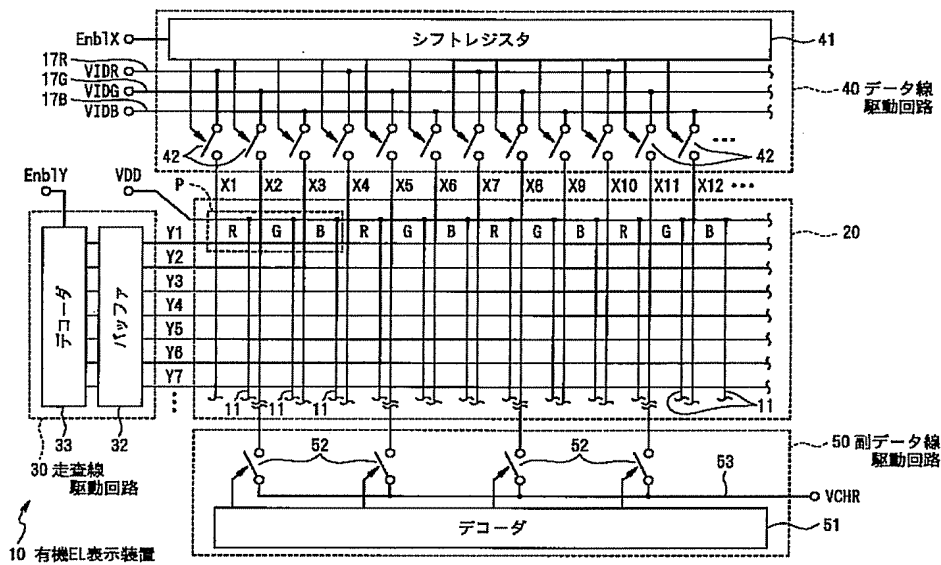 EnblX
シフトレジスタ
41
17R
VIDR
17G
VIDG
17B
VIDB
40 データ線
駆動回路
42
42
EnblY
VDD
P
X1 X2 X3 X4 X5 X6 X7 X8 X9 X10 X11 X12
R G B R G B R G B R G B
20
Y1
Y2
Y3
Y4
Y5
Y6
Y7
デコーダ
バッファ
11 11 11
11
33
32
30 走査線
駆動回路
52
52
50 副データ線
駆動回路
53
VCHR
デコーダ
51
10 有機EL表示装置